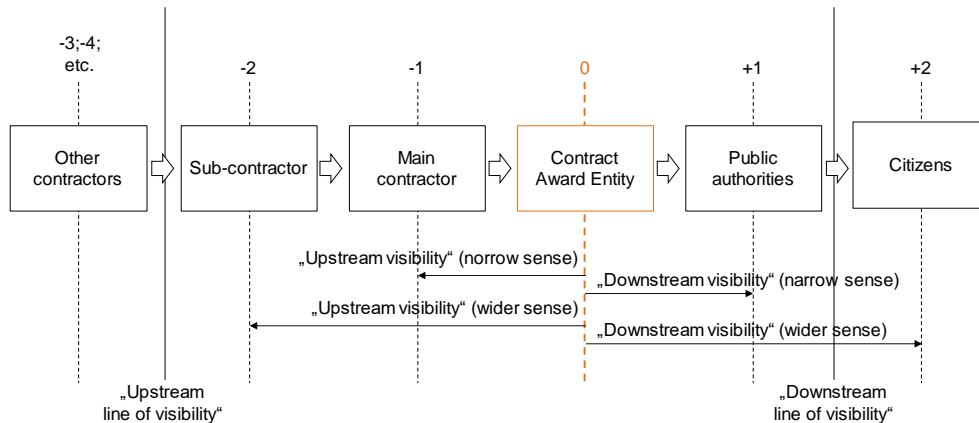 -3;-4;
etc.
-2
-1
0
+1
+2
Other
contractors
Sub-contractor
Main
contractor
Contract
Award Entity
Public
authorities
Citizens
„Upstream visibility“ (norrow sense)
„Downstream visibility“ (narrow sense)
„Upstream visibility“ (wider sense)
„Downstream visibility“ (wider sense)
„Upstream
line of visibility“
„Downstream
line of visibility“